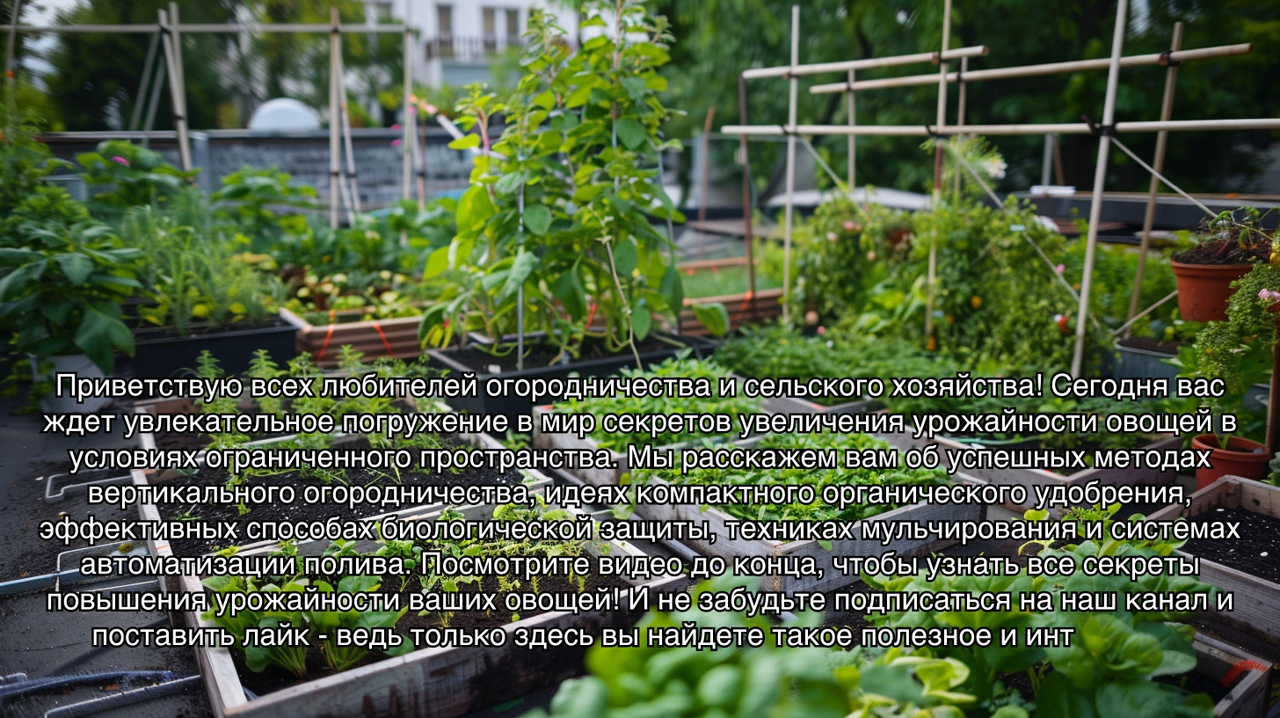 Приветствую всех любителей огородничества и сельского хозяйства! Сегодня вас
ждет увлекательное погружение в мир секретов увеличения урожайности овощей в
условиях ограниченного пространства. Мы расскажем вам об успешных методах
вертикального огородничества, идеях компактного органического удобрения,
эффективных способах биологической защиты, техниках мульчирования и системах
автоматизации полива. Посмотрите видео до конца, чтобы узнать все секреты
повышения урожайности ваших овощей! И не забудьте подписаться на наш канал и
поставить лайк - ведь только здесь вы найдете такое полезное и инт